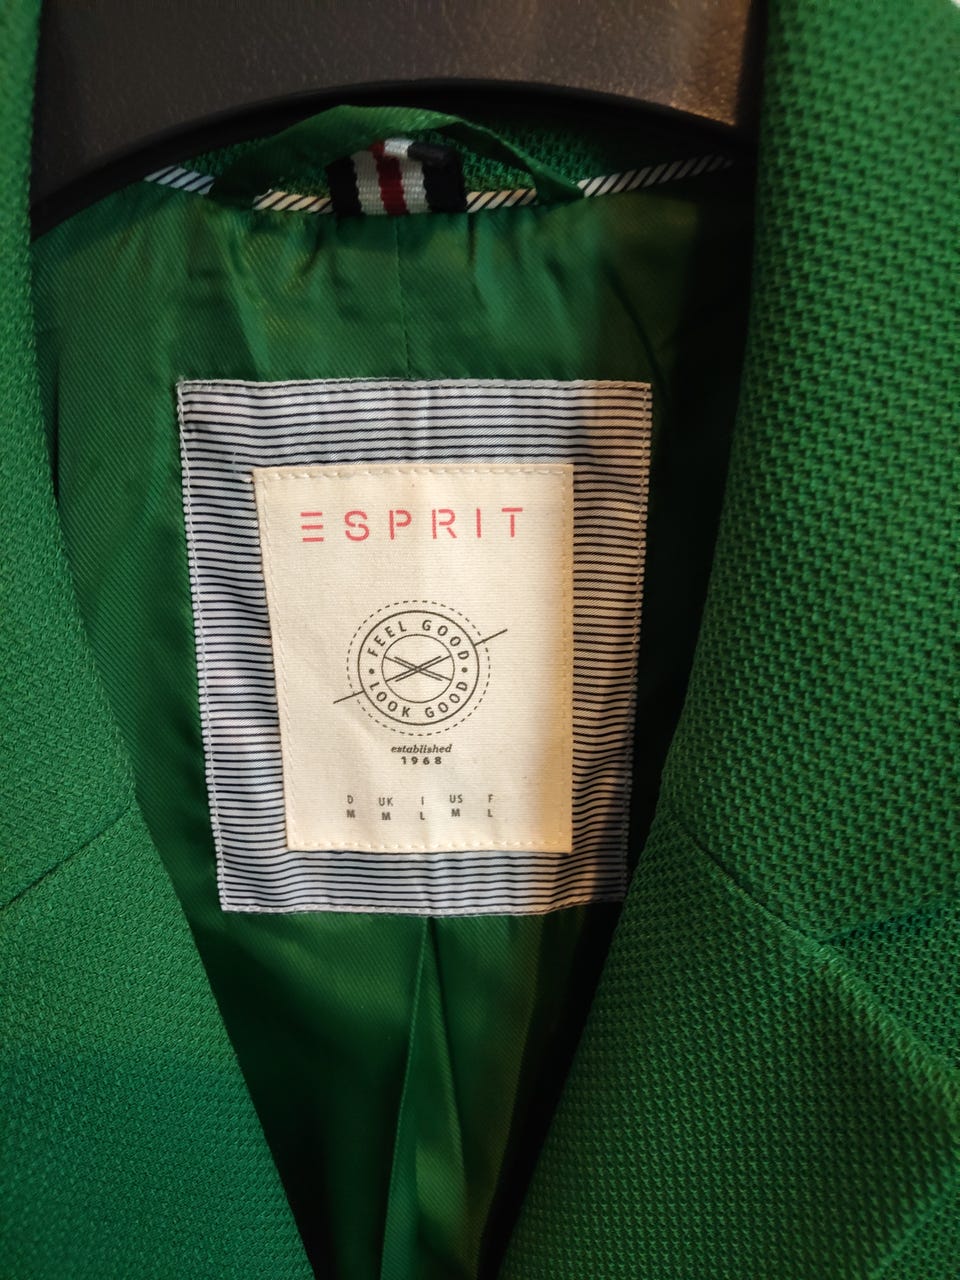 ESPRIT
FEEL GOOD
LOOK GOOD
established
1968
D UK I US F
M M L M L